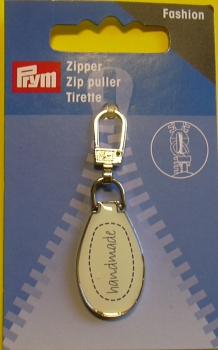 Fashion
Prym
Zipper
Zip puller
Tirette
handmade